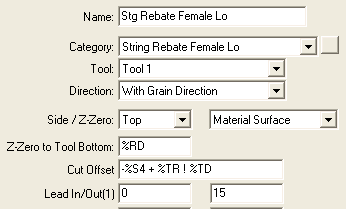 Name: Stg Rebate Female Lo
Category: String Rebate Female Lo
Tool: Tool 1
Direction: With Grain Direction
Side / Z-Zero: Top Material Surface
Z-Zero to Tool Bottom: %RD
Cut Offset -%S4 + %TR ! %TD
Lead In/Out(1) 0 15